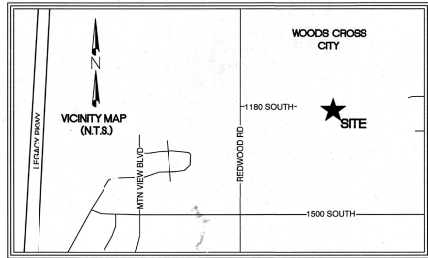 WOODS CROSS
CITY
N
VICINITY MAP
(N.T.S.)
1180 SOUTH
SITE
LEGACY PKWY
MTN VIEW BLVD
REDWOOD RD
1500 SOUTH